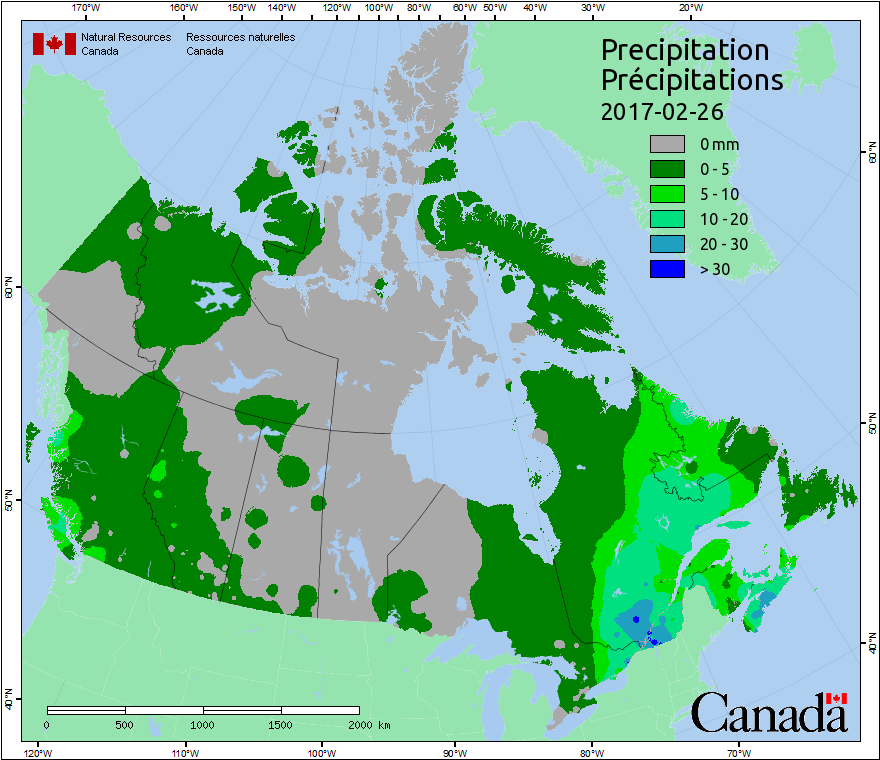 170°W 160°W 150°W 140°W 120°W 100°W 80°W 60°W 50°W 40°W 30°W 20°W
Natural Resources Ressources naturelles
Canada Canada
Precipitation
Précipitations
2017-02-26
0 mm
0 - 5
5 - 10
10 - 20
20 - 30
> 30
60°N
60°N
50°N
50°N
40°N
40°N
0 500 1000 1500 2000 km
Canada
120°W 110°W 100°W 90°W 80°W 70°W